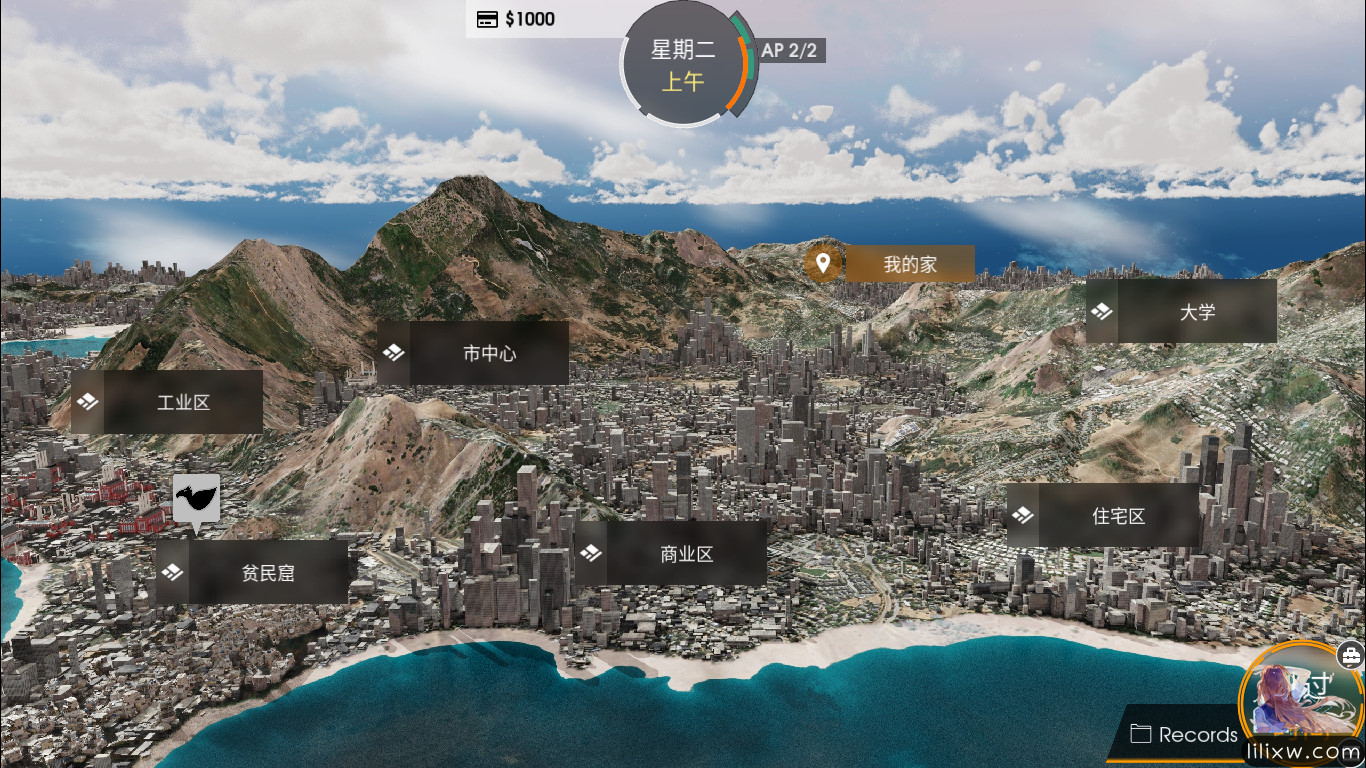 $1000
星期二
上午
AP 2/2
我的家
大学
市中心
工业区
住宅区
商业区
贫民窟
过
Records
lilixw.com